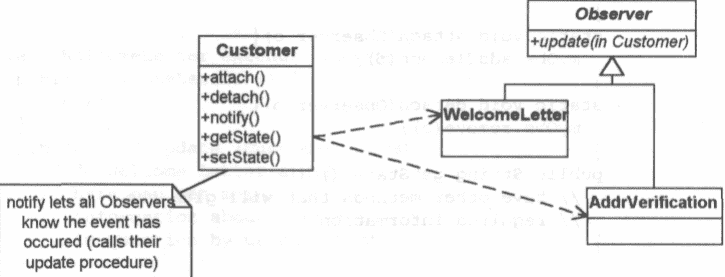 Observer
+update(in Customer)
Customer
+attach()
+detach()
+notify()
+getState()
+setState()
WelcomeLetter
AddrVerification
notify lets all Observers
know the event has
occured (calls their
update procedure)